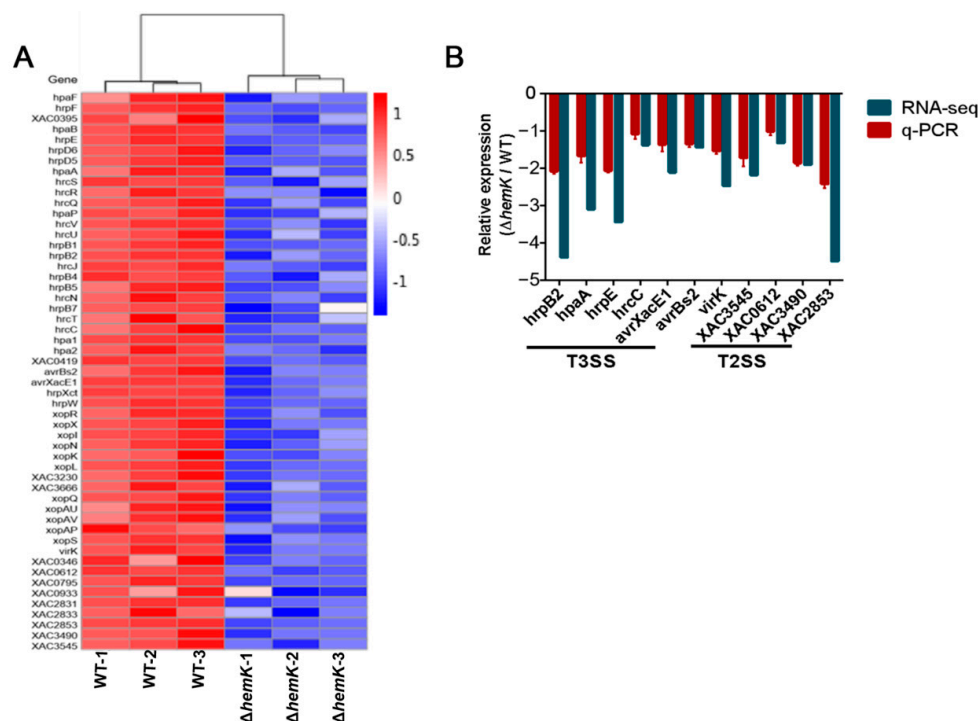 A
Gene
hpaF
hrpF
XAC0395
hpaB
hrpE
hrpD6
hrpD5
hpaA
hrcS
hrcR
hrcQ
hpaP
hrcV
hrcU
hrpB1
hrpB2
hrcJ
hrpB4
hrpB5
hrcN
hrpB7
hrcT
hrcC
hpa1
hpa2
XAC0419
avrBs2
avrXacE1
hrpXct
hrpW
xopR
xopX
xopI
xopN
xopK
xopL
XAC3230
XAC3666
xopQ
xopAU
xopAV
xopAP
xopS
virK
XAC0346
XAC0612
XAC0795
XAC0933
XAC2831
XAC2833
XAC2853
XAC3490
XAC3545
WT-1
WT-2
WT-3
ΔhemK-1
ΔhemK-2
ΔhemK-3
1
0.5
0
-0.5
-1
B
Relative expression
(ΔhemK / WT)
0
−1
−2
−3
−4
−5
RNA-seq
q-PCR
hrpB2
hpaA
hrpE
hrcC
avrXacE1
avrBs2
virK
XAC3545
XAC0612
XAC3490
XAC2853
T3SS
T2SS